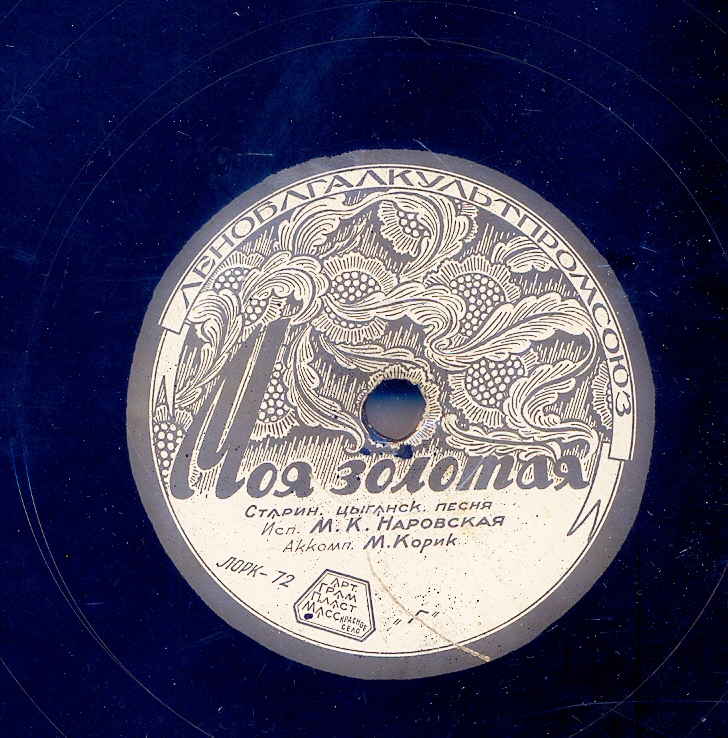 ЛЕНОБЛГАЛКУЛЬТПРОМСОЮЗ
Моя золотая
Старин. цыганск. песня
Исп. М. К. Наровская
Аккомп. М. Корик
ЛОРК-72
АРТ.
ГРАМ
ПЛАСТ
МАСС
КРАСНОЕ
СЕЛО
"Г"